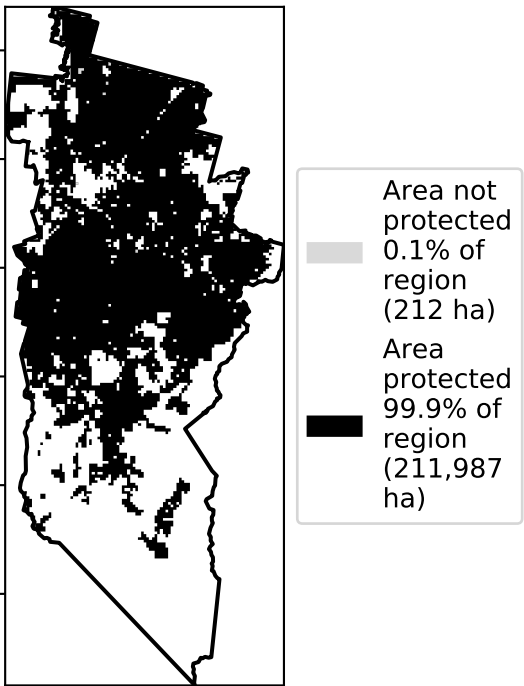 Area not
protected
0.1% of
region
(212 ha)
Area
protected
99.9% of
region
(211,987
ha)